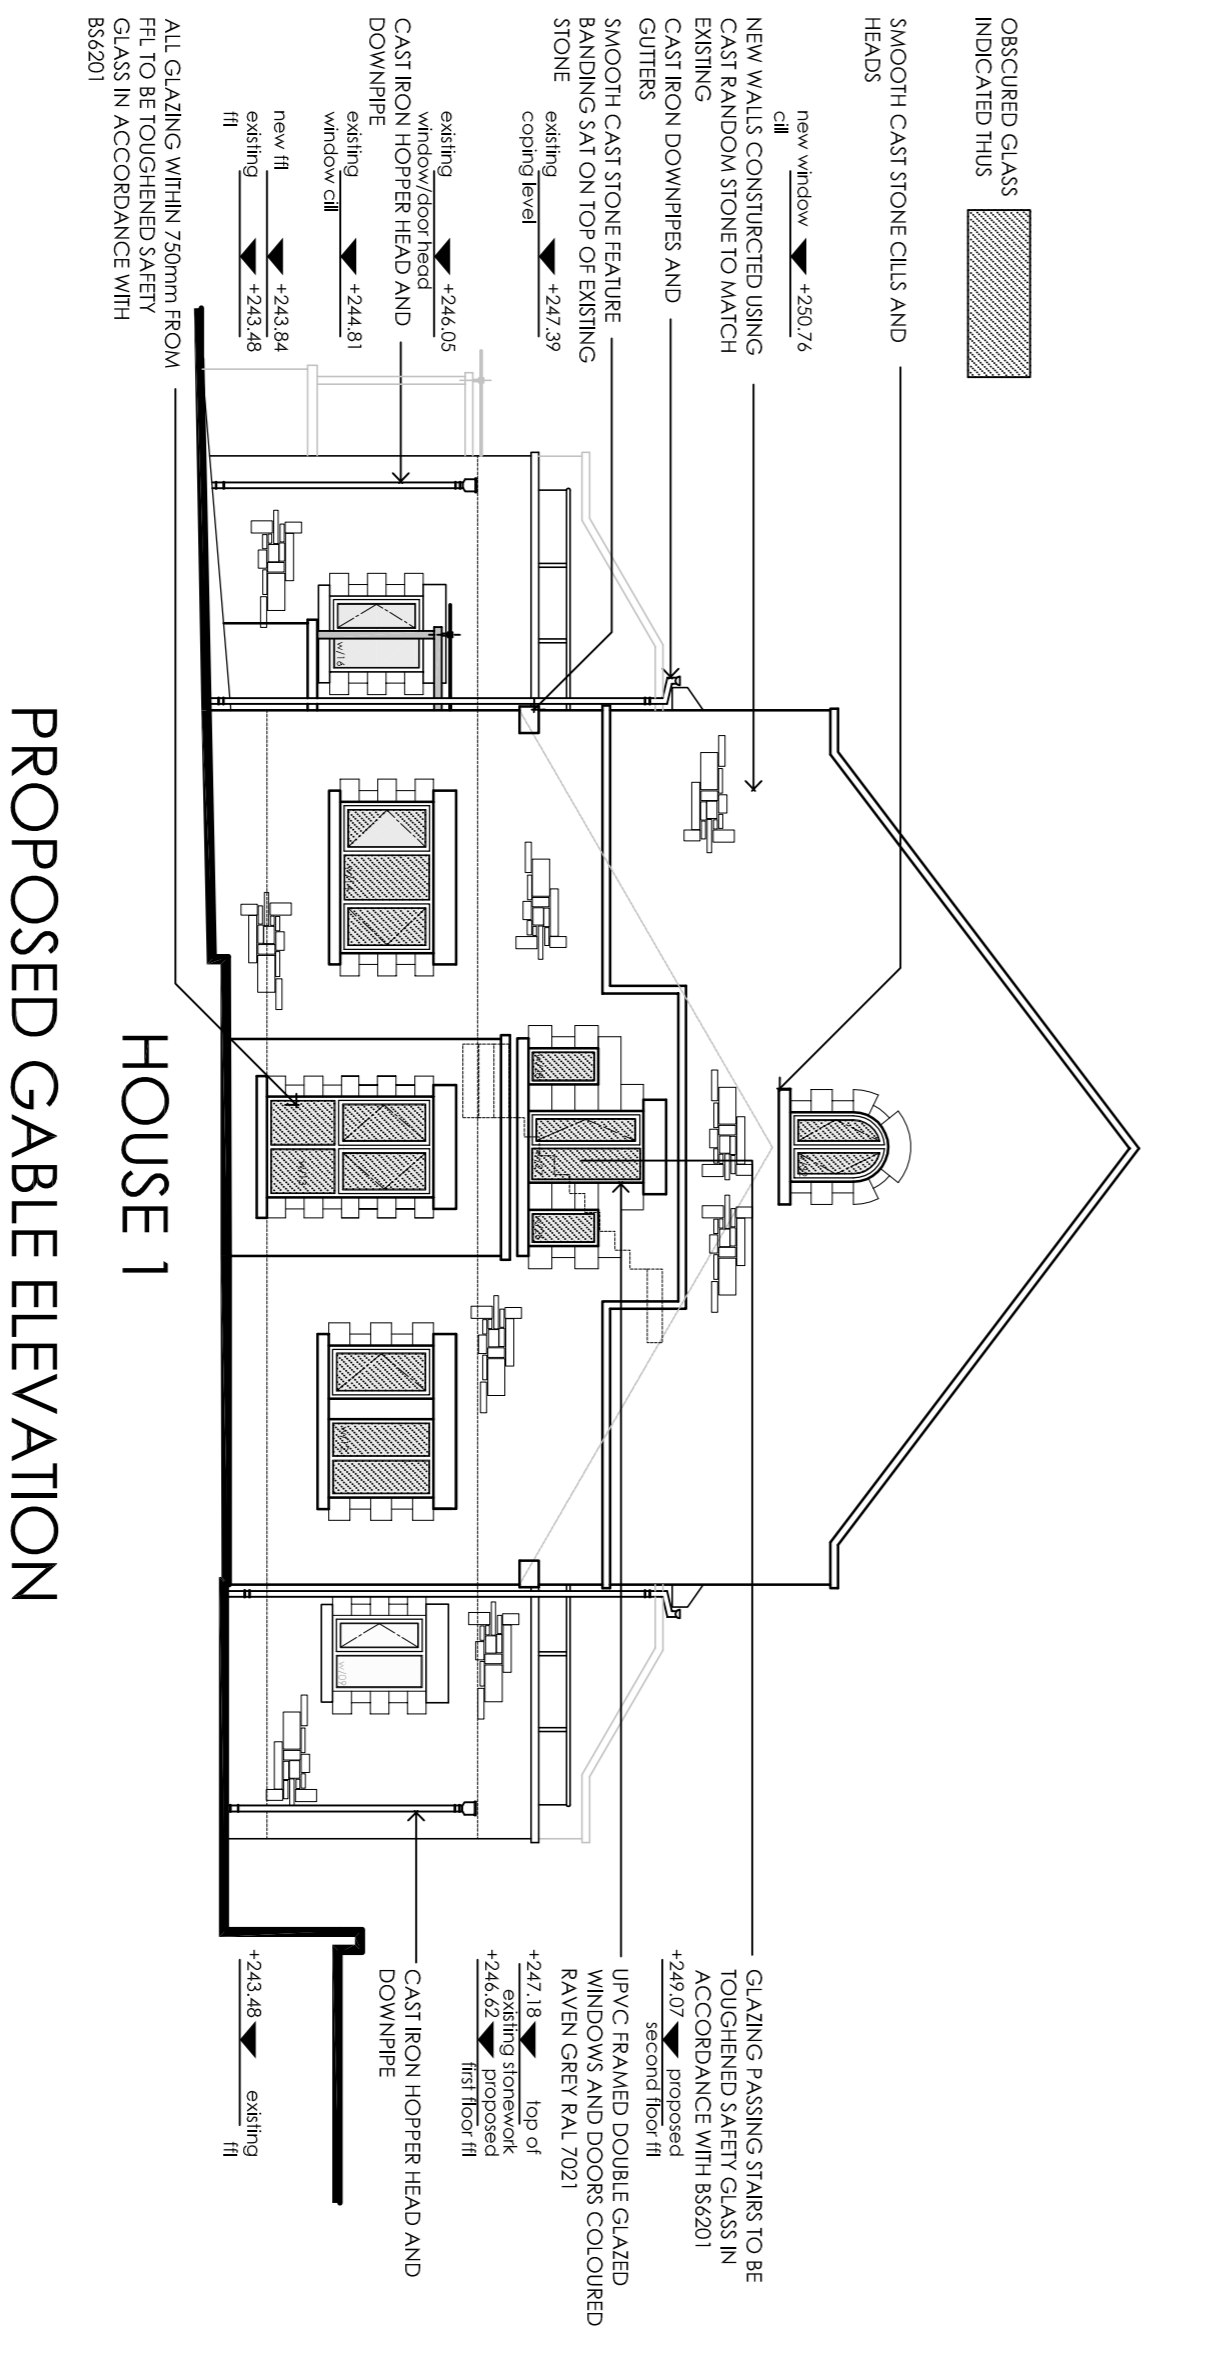 OBSCURED GLASS
INDICATED THUS
SMOOTH CAST STONE CILLS AND
HEADS
new window
cill
+250.76
NEW WALLS CONSTURCTED USING
CAST RANDOM STONE TO MATCH
EXISTING
CAST IRON DOWNPIPES AND
GUTTERS
SMOOTH CAST STONE FEATURE
BANDING SAT ON TOP OF EXISTING
STONE
existing
coping level
+247.39
existing
window/door head
+246.05
CAST IRON HOPPER HEAD AND
DOWNPIPE
existing
window cill
+244.81
new ffl
+243.84
existing
ffl
+243.48
ALL GLAZING WITHIN 750mm FROM
FFL TO BE TOUGHENED SAFETY
GLASS IN ACCORDANCE WITH
BS6201
W/16
W/13
W/09
GLAZING PASSING STAIRS TO BE
TOUGHENED SAFETY GLASS IN
ACCORDANCE WITH BS6201
+249.07
proposed
second floor ffl
UPVC FRAMED DOUBLE GLAZED
WINDOWS AND DOORS COLOURED
RAVEN GREY RAL 7021
+247.18
top of
existing stonework
+246.62
proposed
first floor ffl
CAST IRON HOPPER HEAD AND
DOWNPIPE
+243.48
existing
ffl
HOUSE 1
PROPOSED GABLE ELEVATION